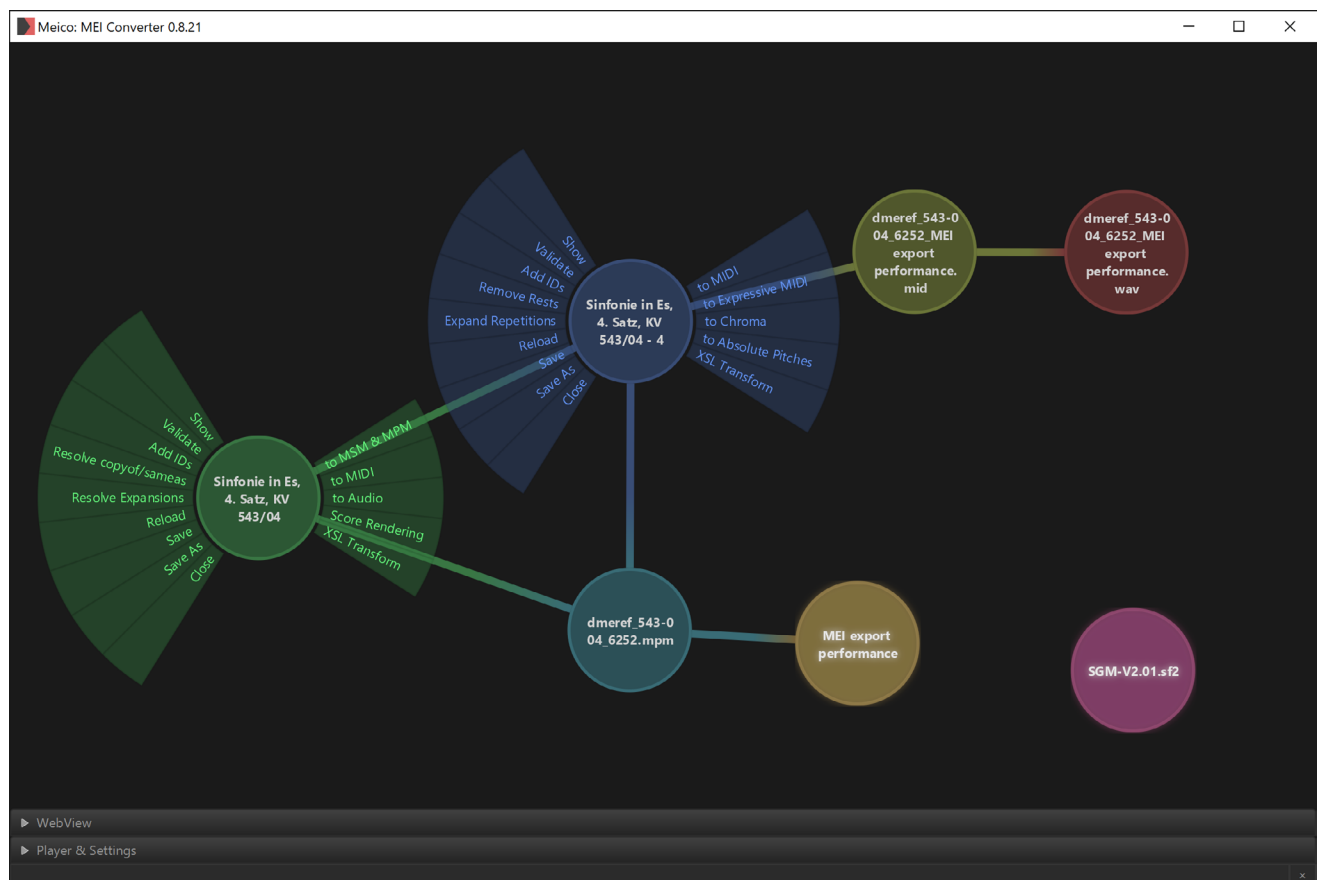 Meico: MEI Converter 0.8.21
Show
Validate
Add IDs
Remove Rests
Expand Repetitions
Reload
Save
Save As
Close
Sinfonie in Es,
4. Satz, KV
543/04 - 4
to MIDI
to Expressive MIDI
to Chroma
to Absolute Pitches
XSL Transform
dmeref_543-0
04_6252_MEI
export
performance.
mid
dmeref_543-0
04_6252_MEI
export
performance.
wav
Show
Validate
Add IDs
Resolve copyof/sameas
Resolve Expansions
Reload
Save
Save As
Close
Sinfonie in Es,
4. Satz, KV
543/04
to MSM & MPM
to MIDI
to Audio
Score Rendering
XSL Transform
dmeref_543-0
04_6252.mpm
MEI export
performance
SGM-V2.01.sf2
WebView
Player & Settings